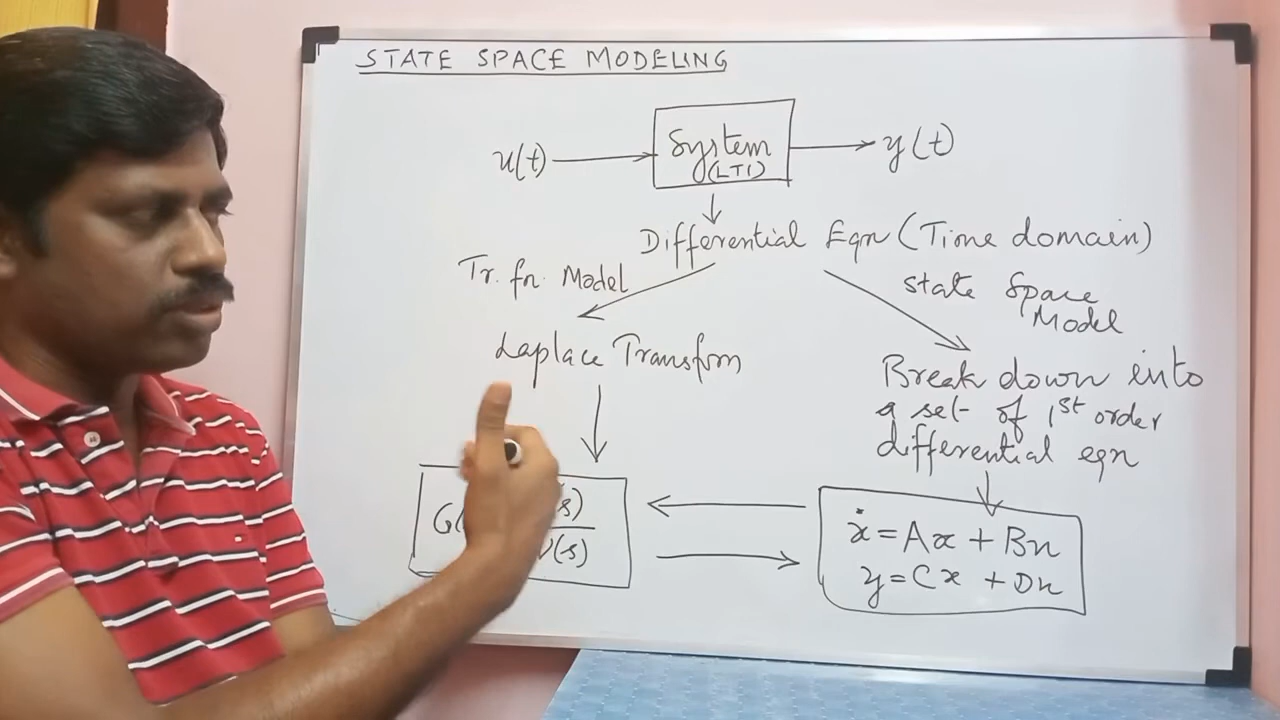 STATE SPACE MODELING
u(t)
System
(LTI)
y(t)
Differential Eqn (Time domain)
Tr. fn. Model
State Space
Model
Laplace Transform
Break down into
a set of 1st order
differential eqn
G(
(s)
(s)
ẋ = Ax + Bu
y = Cx + Du